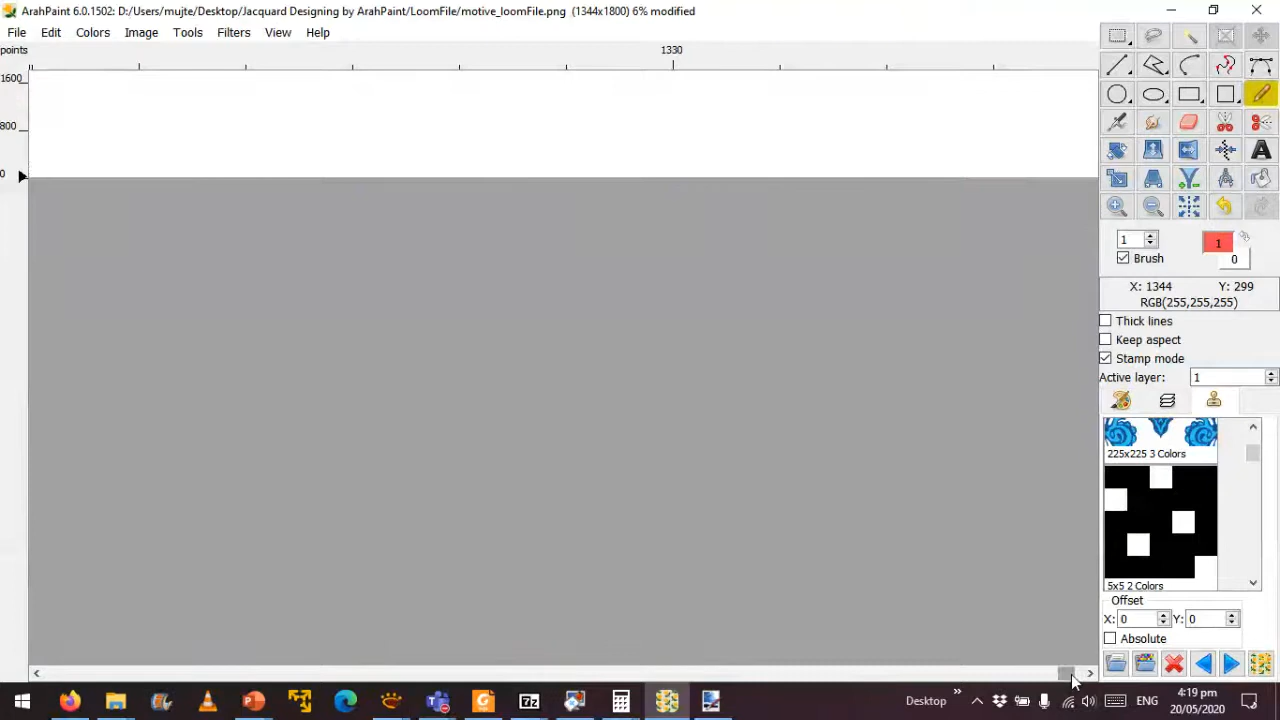 ArahPaint 6.0.1502: D:/Users/mujte/Desktop/Jacquard Designing by ArahPaint/LoomFile/motive_loomFile.png (1344x1800) 6% modified
File Edit Colors Image Tools Filters View Help
points
1330
1600
800
0
A
1
1
0
Brush
X: 1344 Y: 299
RGB(255,255,255)
Thick lines
Keep aspect
Stamp mode
Active layer: 1
225x225 3 Colors
5x5 2 Colors
Offset
X: 0 Y: 0
Absolute
7z
Desktop
ENG
4:19 pm
20/05/2020